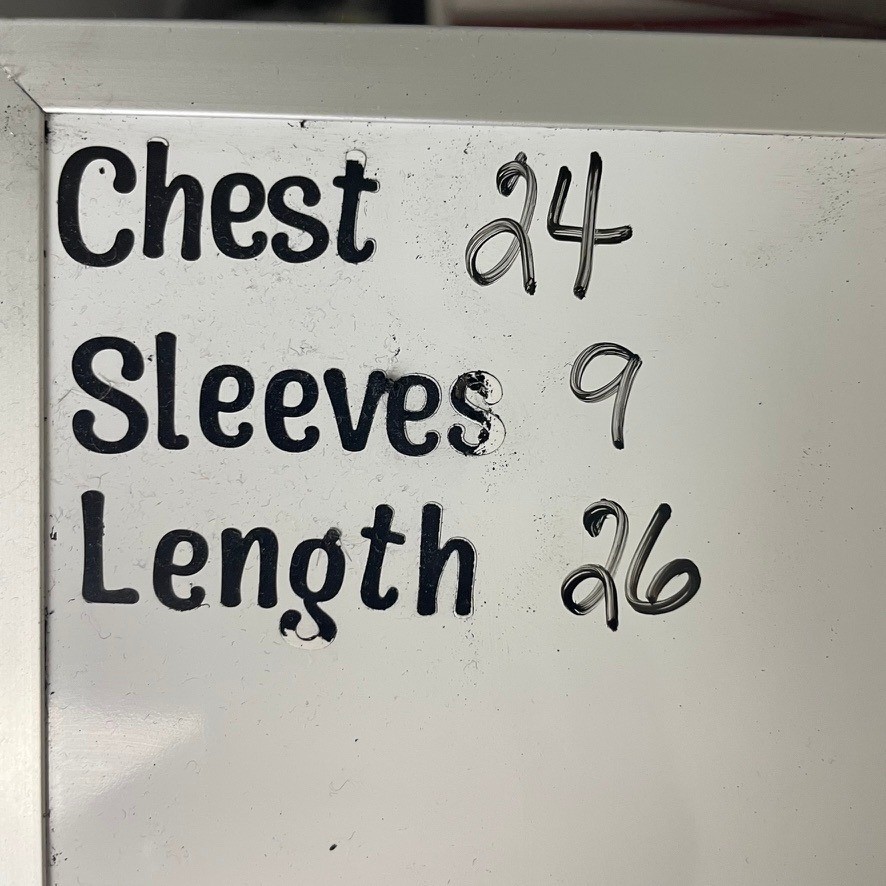 Chest 24
Sleeves 9
Length 26